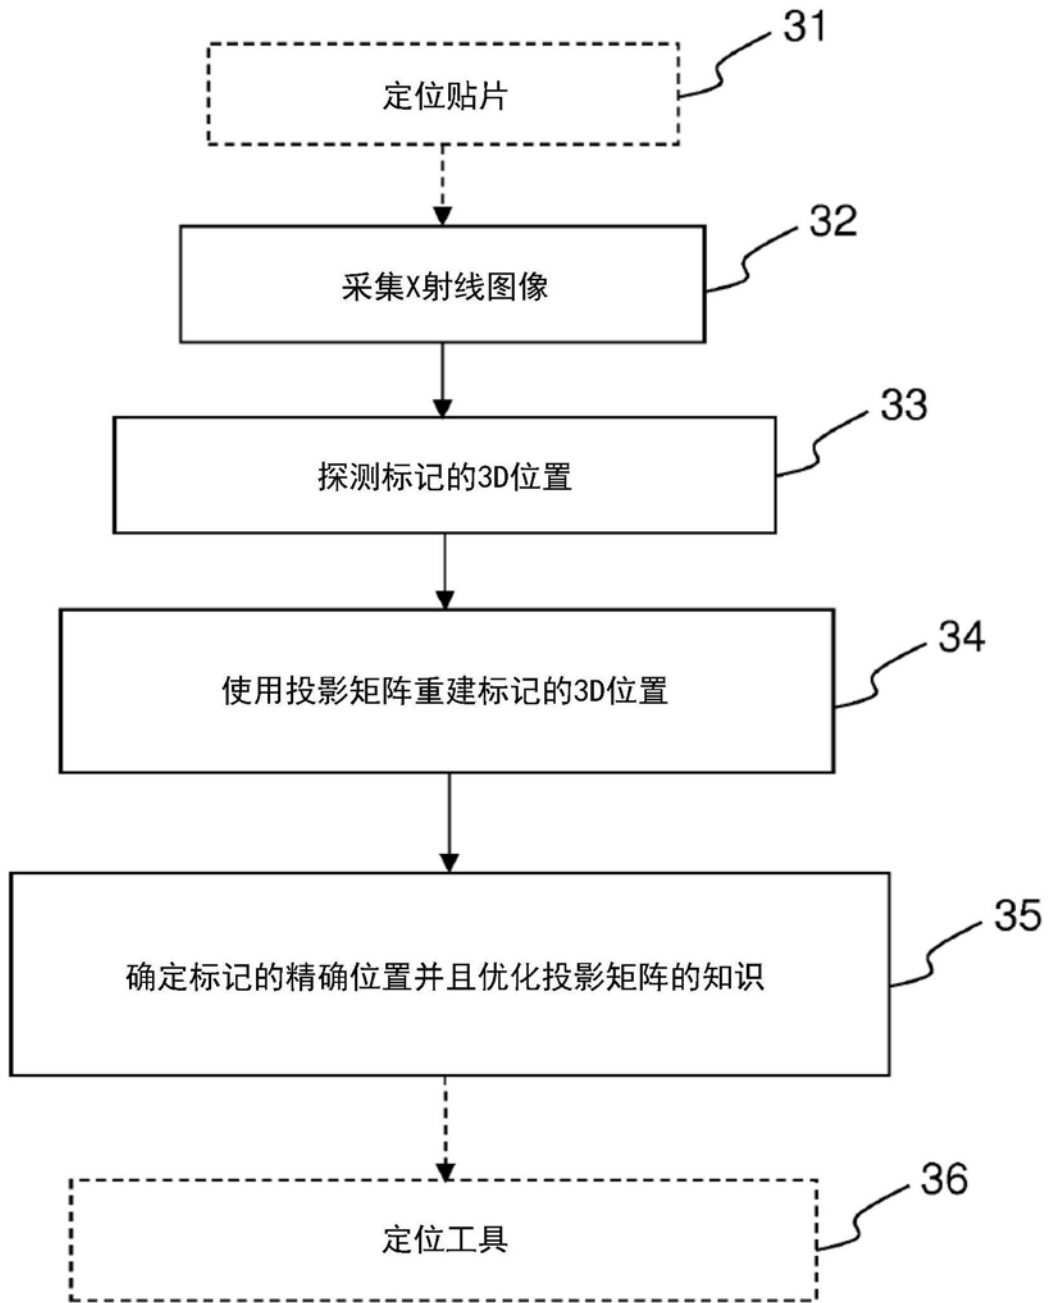 31
定位贴片
32
采集X射线图像
33
探测标记的3D位置
34
使用投影矩阵重建标记的3D位置
35
确定标记的精确位置并且优化投影矩阵的知识
36
定位工具